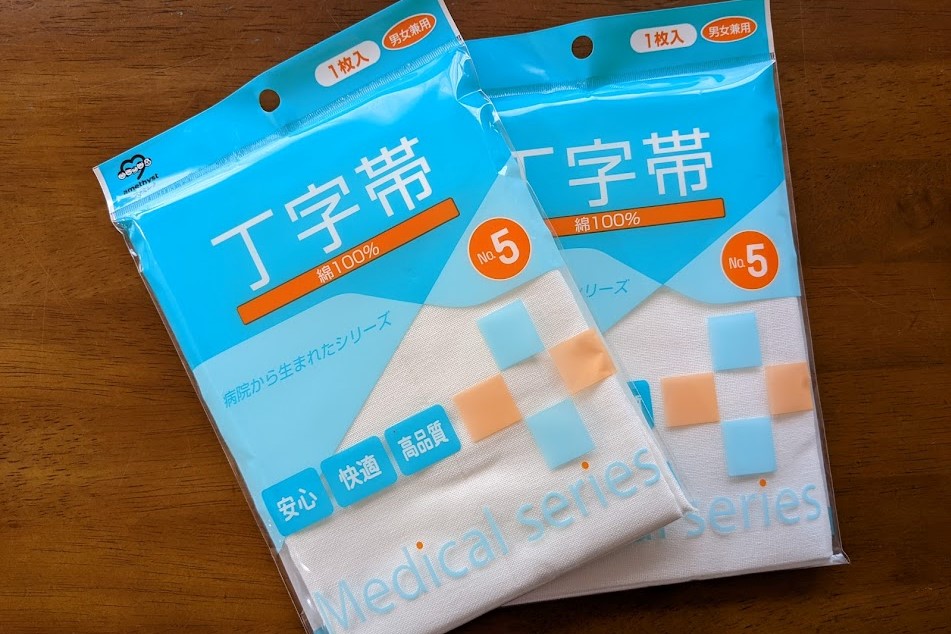 1枚入
男女兼用
amethyst
丁字帯
綿100%
No.5
病院から生まれたシリーズ
安心
快適
高品質
Medical series
1枚入
男女兼用
丁字帯
綿100%
No.5
リーズ
series